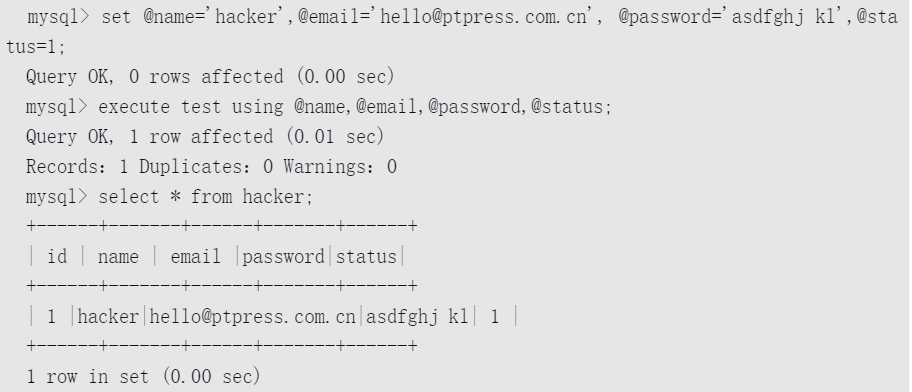 mysql> set @name='hacker',@email='hello@ptpress.com.cn', @password='asdfghj kl',@sta
tus=1;
Query OK, 0 rows affected (0.00 sec)
mysql> execute test using @name,@email,@password,@status;
Query OK, 1 row affected (0.01 sec)
Records: 1 Duplicates: 0 Warnings: 0
mysql> select * from hacker;
+------+-------+------+-------+------+
| id | name | email |password|status|
+------+-------+------+-------+------+
| 1 |hacker|hello@ptpress.com.cn|asdfghj kl| 1 |
+------+-------+------+-------+------+
1 row in set (0.00 sec)